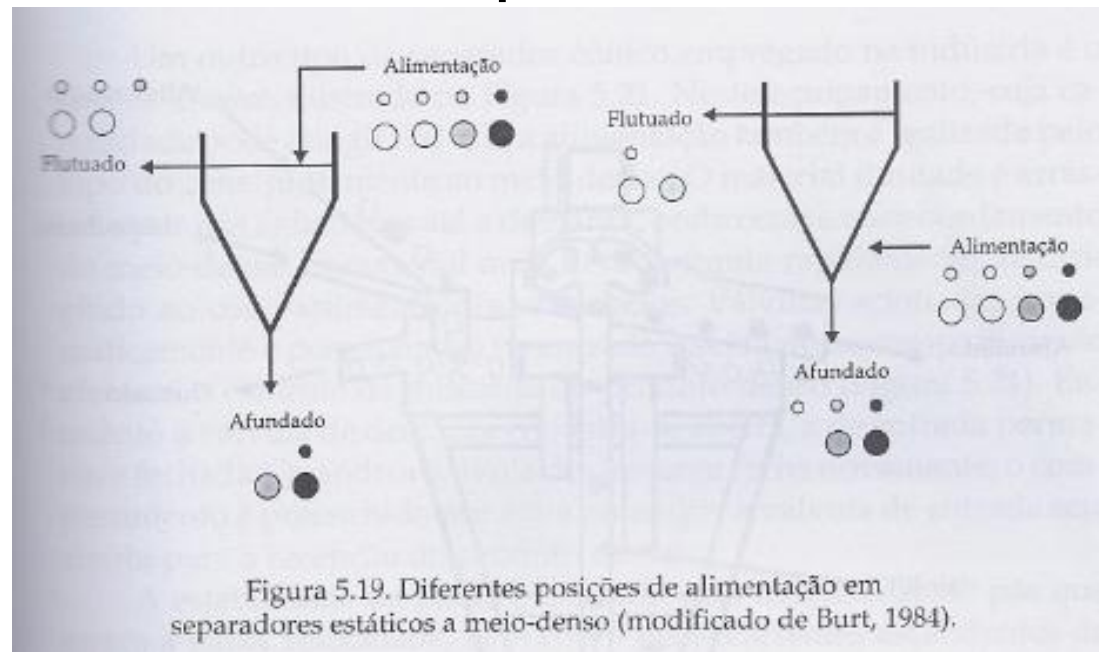 Alimentação
Flutuado
Afundado
Flutuado
Alimentação
Afundado
Figura 5.19. Diferentes posições de alimentação em
separadores estáticos a meio-denso (modificado de Burt, 1984).